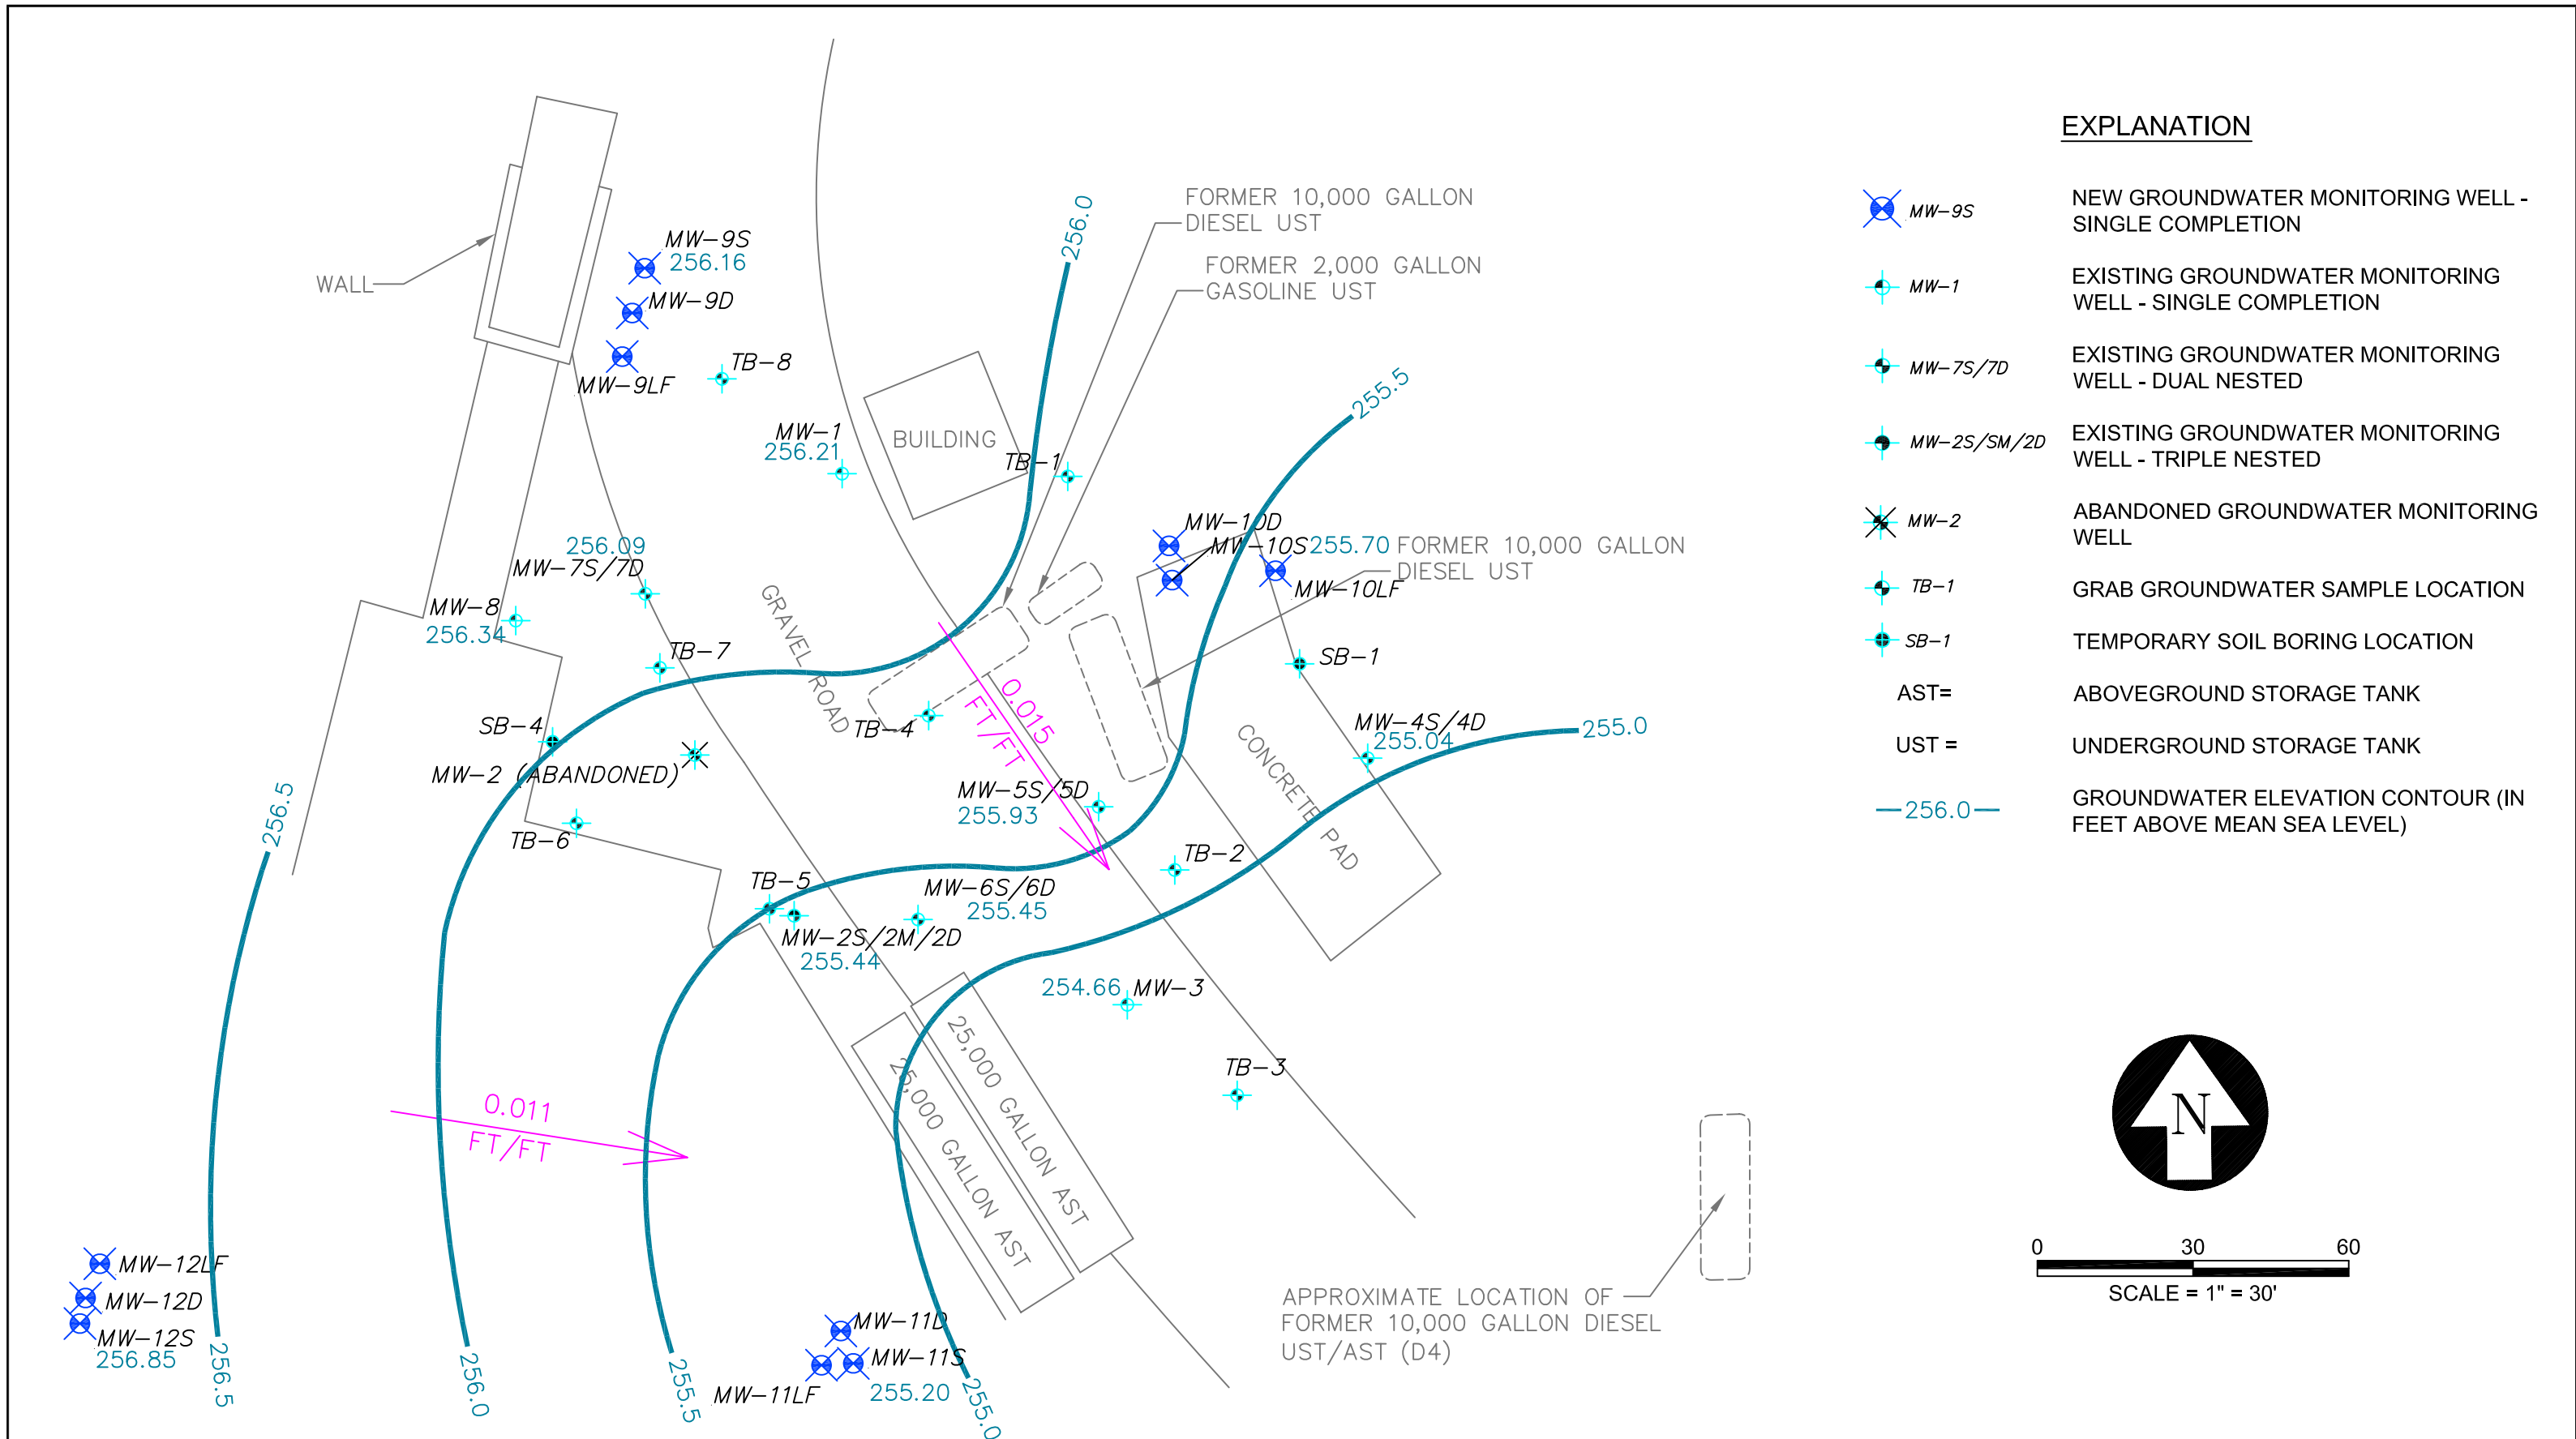 EXPLANATION
MW-9S
NEW GROUNDWATER MONITORING WELL -
SINGLE COMPLETION
MW-1
EXISTING GROUNDWATER MONITORING
WELL - SINGLE COMPLETION
MW-7S/7D
EXISTING GROUNDWATER MONITORING
WELL - DUAL NESTED
MW-2S/SM/2D
EXISTING GROUNDWATER MONITORING
WELL - TRIPLE NESTED
MW-2
ABANDONED GROUNDWATER MONITORING
WELL
TB-1
GRAB GROUNDWATER SAMPLE LOCATION
SB-1
TEMPORARY SOIL BORING LOCATION
AST=
ABOVEGROUND STORAGE TANK
UST =
UNDERGROUND STORAGE TANK
256.0
GROUNDWATER ELEVATION CONTOUR (IN
FEET ABOVE MEAN SEA LEVEL)
N
0 30 60
SCALE = 1" = 30'
WALL
MW-9S
256.16
MW-9D
MW-9LF
TB-8
MW-1
256.21
BUILDING
TB-1
256.0
FORMER 10,000 GALLON
DIESEL UST
FORMER 2,000 GALLON
GASOLINE UST
255.5
MW-10D
MW-10S
255.70
FORMER 10,000 GALLON
DIESEL UST
MW-10LF
SB-1
256.09
MW-7S/7D
MW-8
256.34
TB-7
GRAVEL ROAD
SB-4
MW-2 (ABANDONED)
TB-6
TB-4
0.015
FT/FT
MW-5S/5D
255.93
CONCRETE PAD
MW-4S/4D
255.04
255.0
TB-2
TB-5
MW-6S/6D
255.45
MW-2S/2M/2D
255.44
254.66
MW-3
TB-3
25,000 GALLON AST
25,000 GALLON AST
256.5
0.011
FT/FT
MW-12LF
MW-12D
MW-12S
256.85
256.5
256.0
255.5
MW-11D
MW-11S
MW-11LF
255.20
255.0
APPROXIMATE LOCATION OF
FORMER 10,000 GALLON DIESEL
UST/AST (D4)